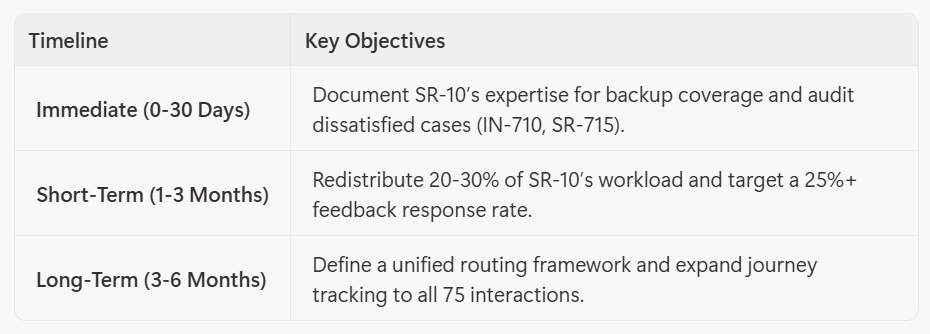 Timeline
Key Objectives
Immediate (0-30 Days)
Document SR-10’s expertise for backup coverage and audit
dissatisfied cases (IN-710, SR-715).
Short-Term (1-3 Months)
Redistribute 20-30% of SR-10’s workload and target a 25%+
feedback response rate.
Long-Term (3-6 Months)
Define a unified routing framework and expand journey
tracking to all 75 interactions.